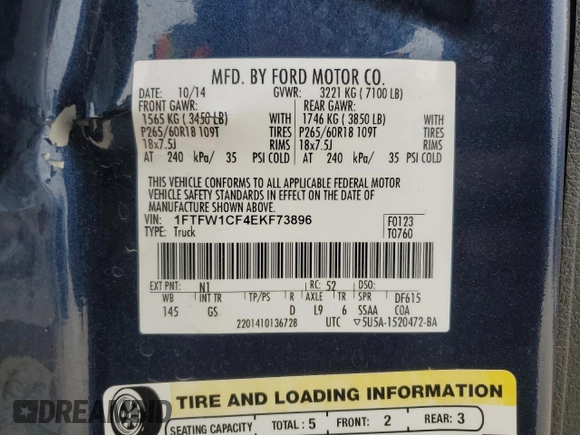 MFD. BY FORD MOTOR CO.
DATE: 10/14 GVWR: 3221 KG ( 7100 LB)
FRONT GAWR: REAR GAWR:
1565 KG ( 3450 LB) WITH 1746 KG ( 3850 LB) WITH
P265/60R18 109T TIRES P265/60R18 109T TIRES
18x7.5J RIMS 18x7.5J RIMS
AT 240 kPa/ 35 PSI COLD AT 240 kPa/ 35 PSI COLD
THIS VEHICLE CONFORMS TO ALL APPLICABLE FEDERAL MOTOR
VEHICLE SAFETY STANDARDS IN EFFECT ON THE DATE OF
MANUFACTURE SHOWN ABOVE.
VIN: 1FTFW1CF4EKF73896 F0123
TYPE: Truck T0760
EXT PNT: N1 RC: 52 DSO:
WB INT TR TP/PS R AXLE TR SPR DF615
145 GS D L9 6 SSAA COA
2201410136728 UTC ▽5U5A-1520472-BA
TIRE AND LOADING INFORMATION
SEATING CAPACITY TOTAL : 5 FRONT: 2 REAR: 3
DREAMBID